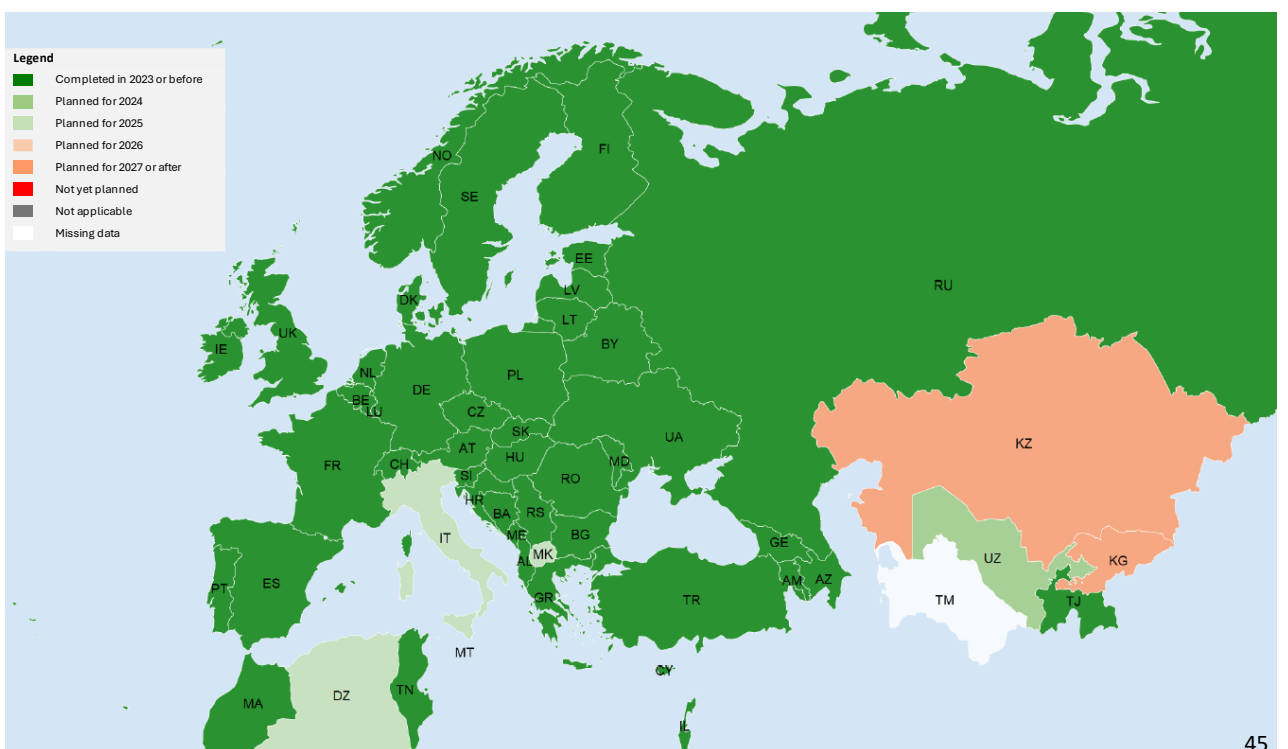 Legend
Completed in 2023 or before
Planned for 2024
Planned for 2025
Planned for 2026
Planned for 2027 or after
Not yet planned
Not applicable
Missing data
NO
FI
SE
EE
RU
LV
DK
LT
UK
BY
IE
NL
PL
DE
BE
LU
CZ
SK
UA
KZ
AT
HU
FR
CH
MD
SI
RO
HR
BA
RS
ME
BG
IT
GE
MK
UZ
AL
KG
AM
AZ
ES
PT
GR
TR
TM
TJ
MT
CY
DZ
TN
MA
IL
45